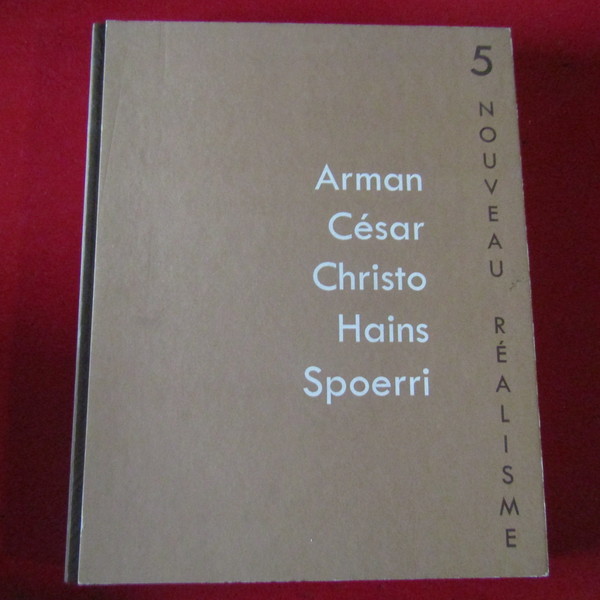 5 NOUVEAU RÉALISME
Arman
César
Christo
Hains
Spoerri